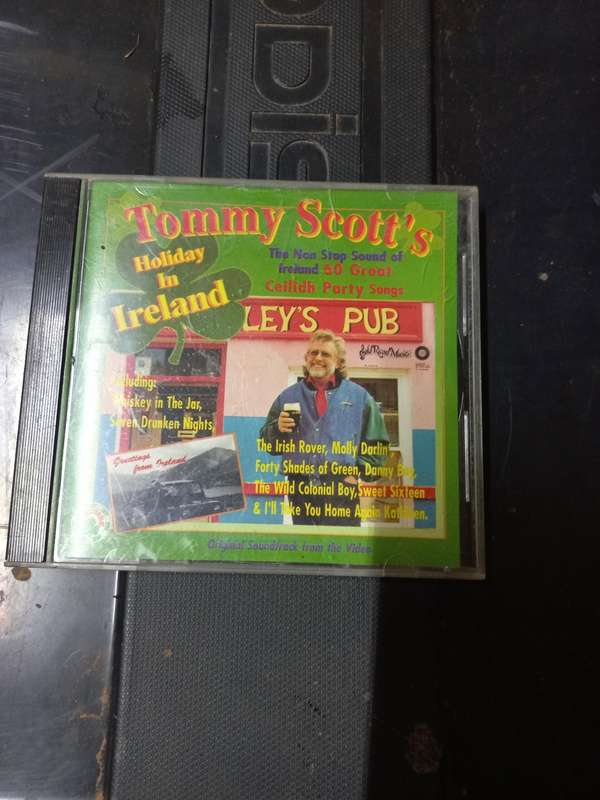 Tommy Scott's
Holiday
In
Ireland
The Non Stop Sound of
Ireland 50 Great
Ceilidh Party Songs
LEY'S PUB
Including:
Whiskey in The Jar,
Seven Drunken Nights,
Greetings
from Ireland
The Irish Rover, Molly Darlin',
Forty Shades of Green, Danny Boy,
The Wild Colonial Boy, Sweet Sixteen
& I'll Take You Home Again Kathleen.
Original Soundtrack from the Video